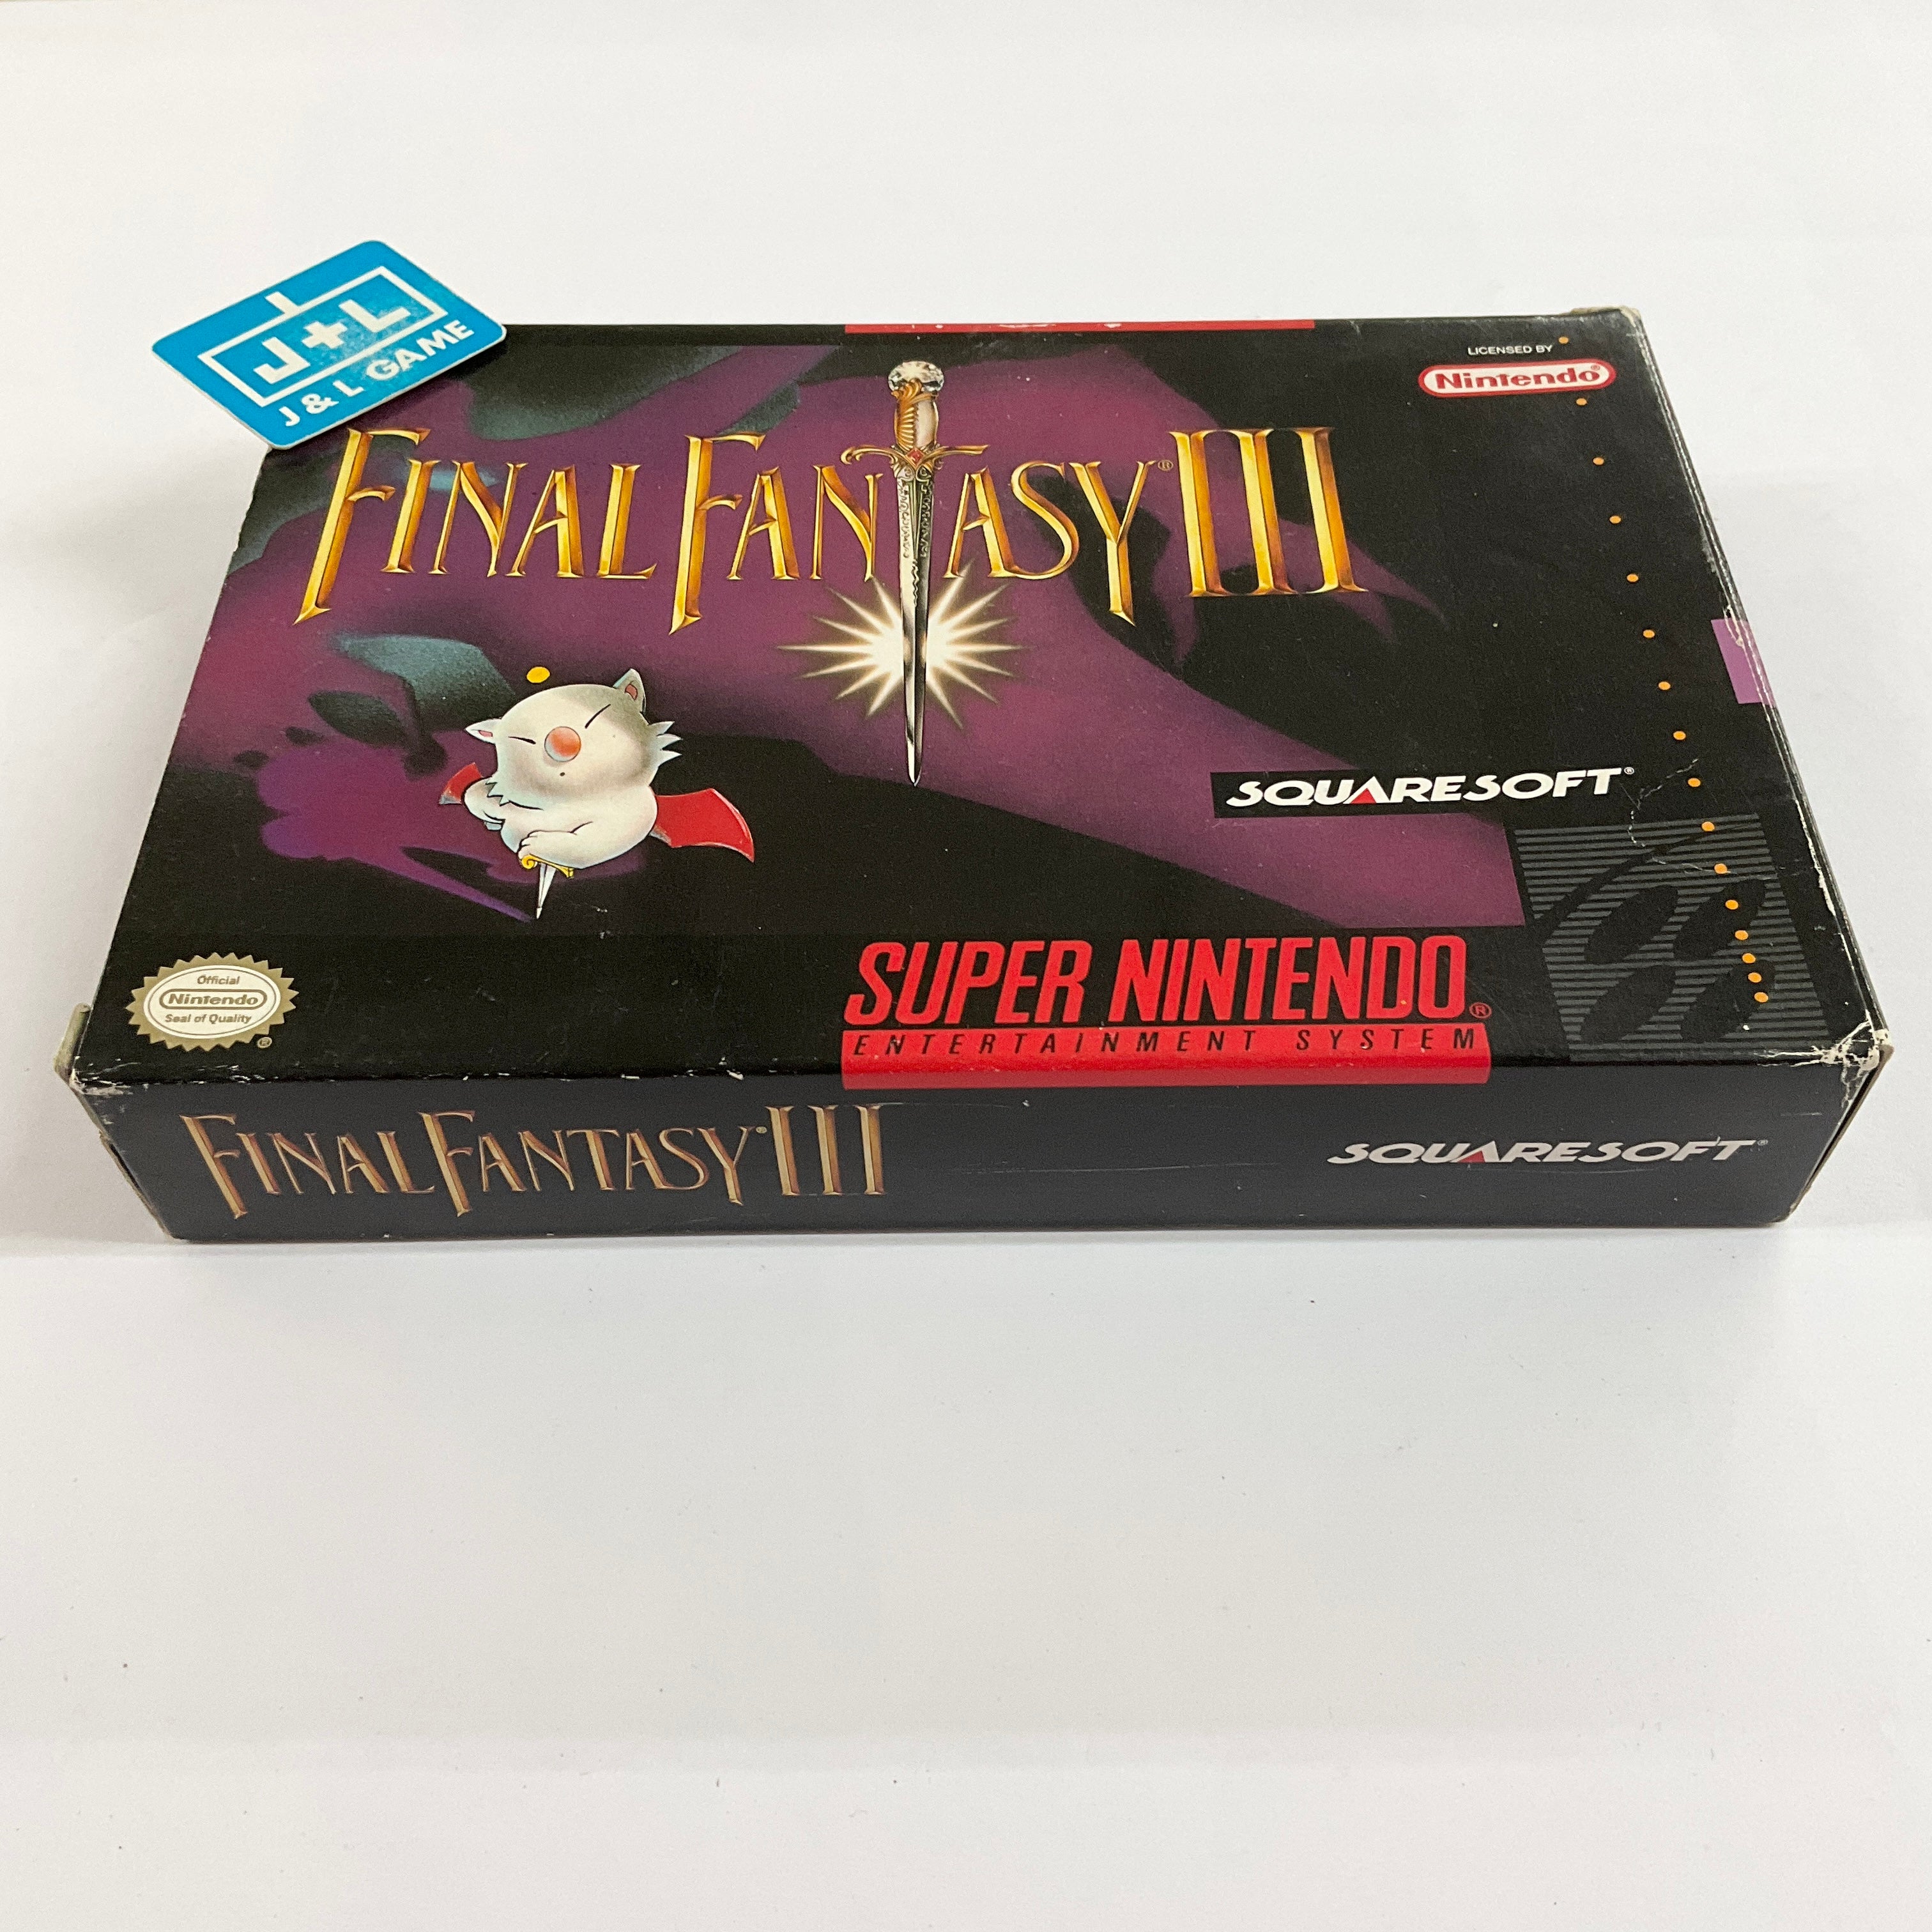 J+L
J & L GAME
LICENSED BY
Nintendo®
FINAL FANTASY® III
SQUARESOFT®
Official
Nintendo
Seal of Quality
®
SUPER NINTENDO®
ENTERTAINMENT SYSTEM
FINAL FANTASY® III
SQUARESOFT®